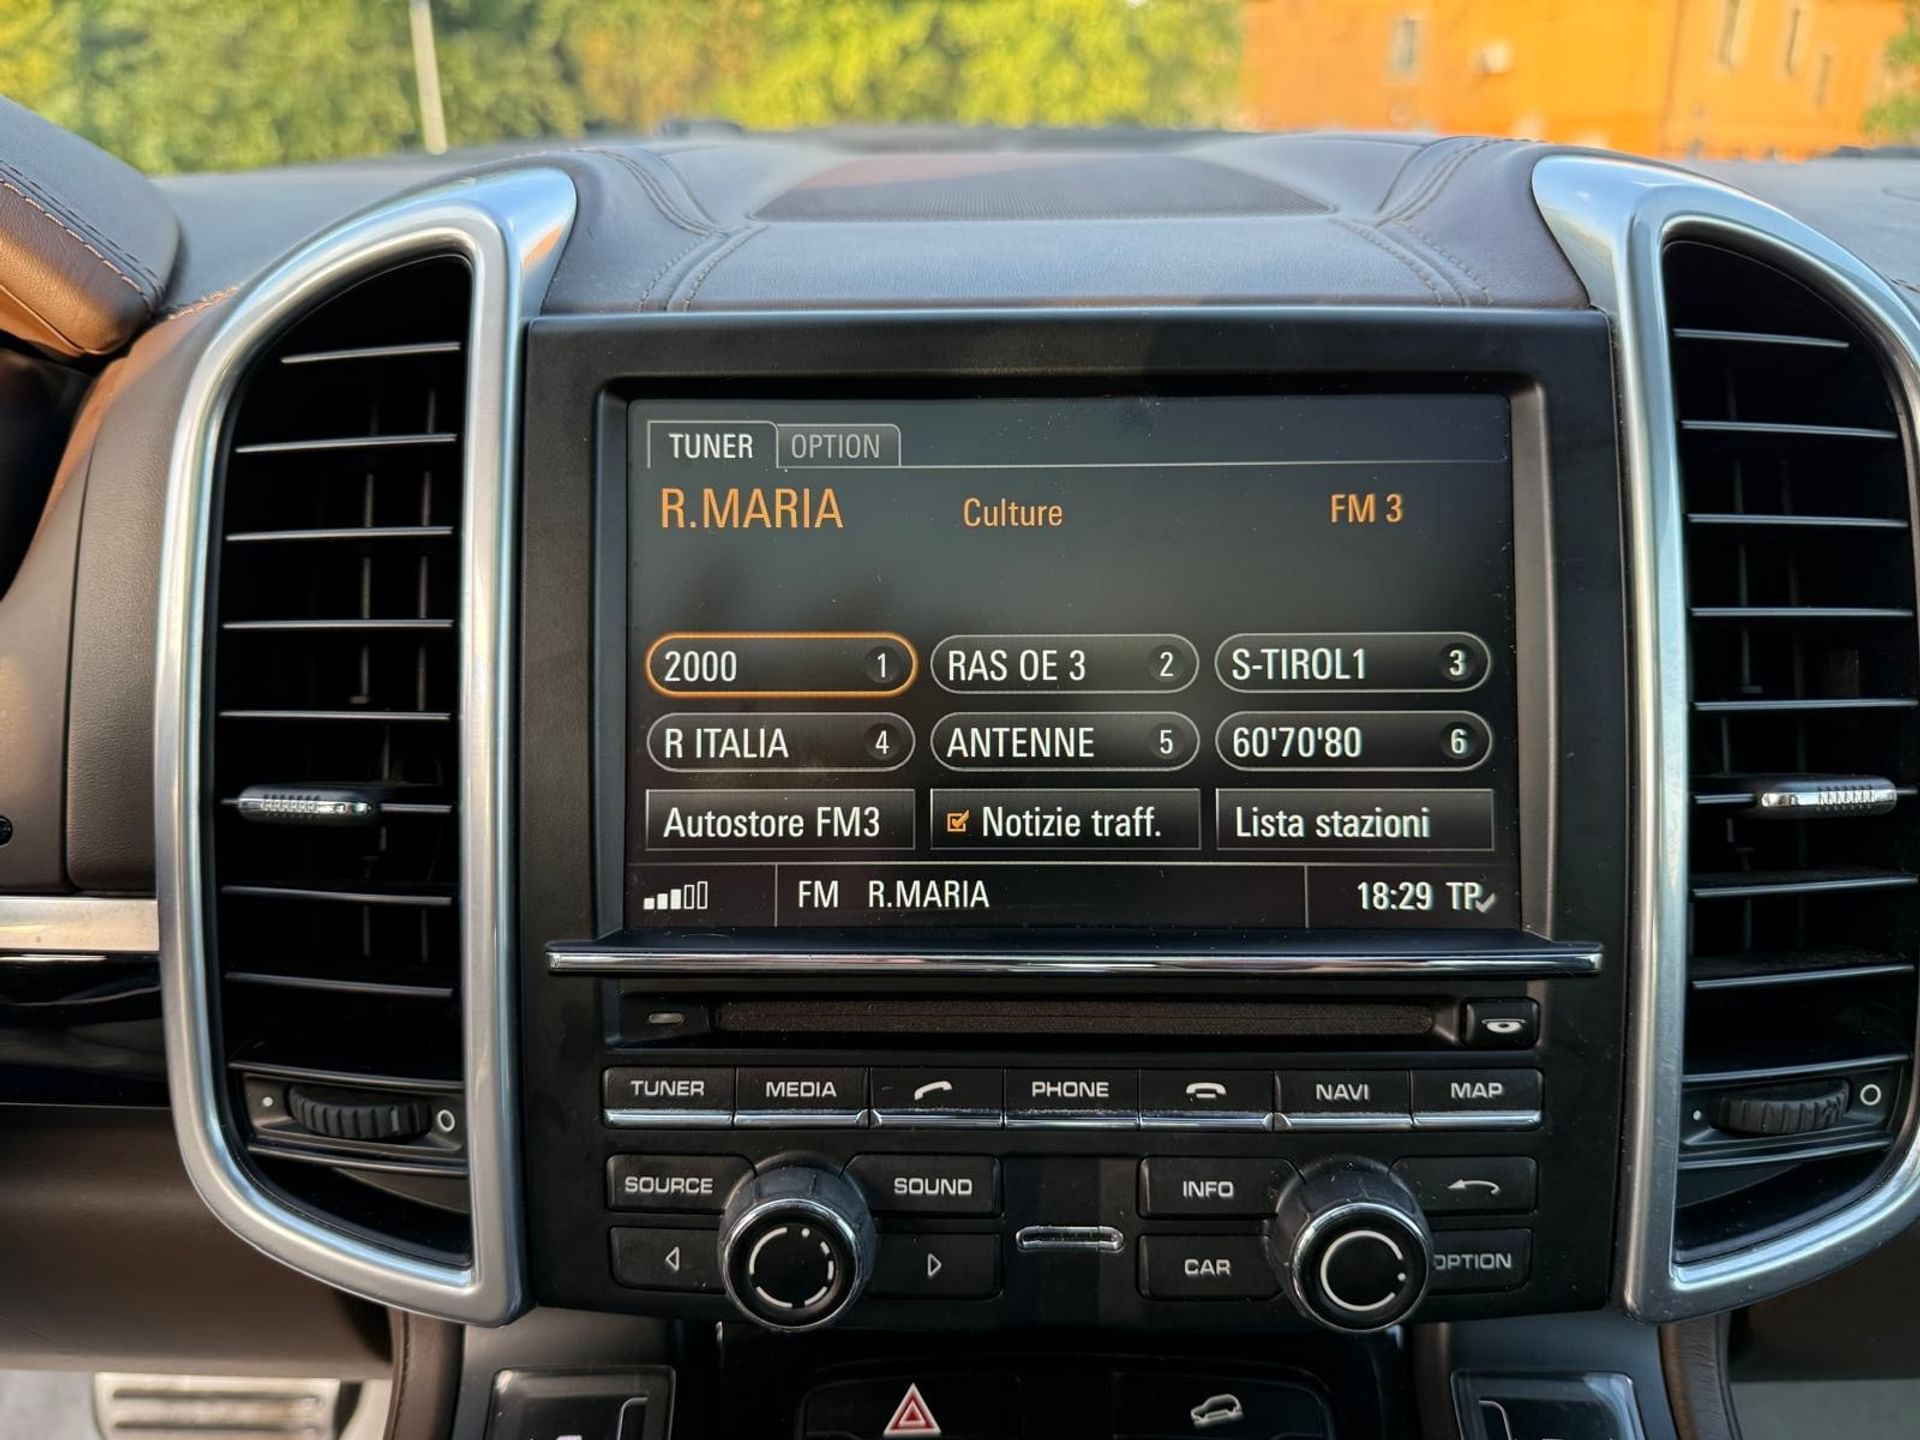 TUNER OPTION
R.MARIA Culture FM 3
2000 1 RAS OE 3 2 S-TIROL1 3
R ITALIA 4 ANTENNE 5 60'70'80 6
Autostore FM3 Notizie traff. Lista stazioni
FM R.MARIA 18:29 TP
TUNER MEDIA PHONE NAVI MAP
SOURCE SOUND INFO
CAR OPTION